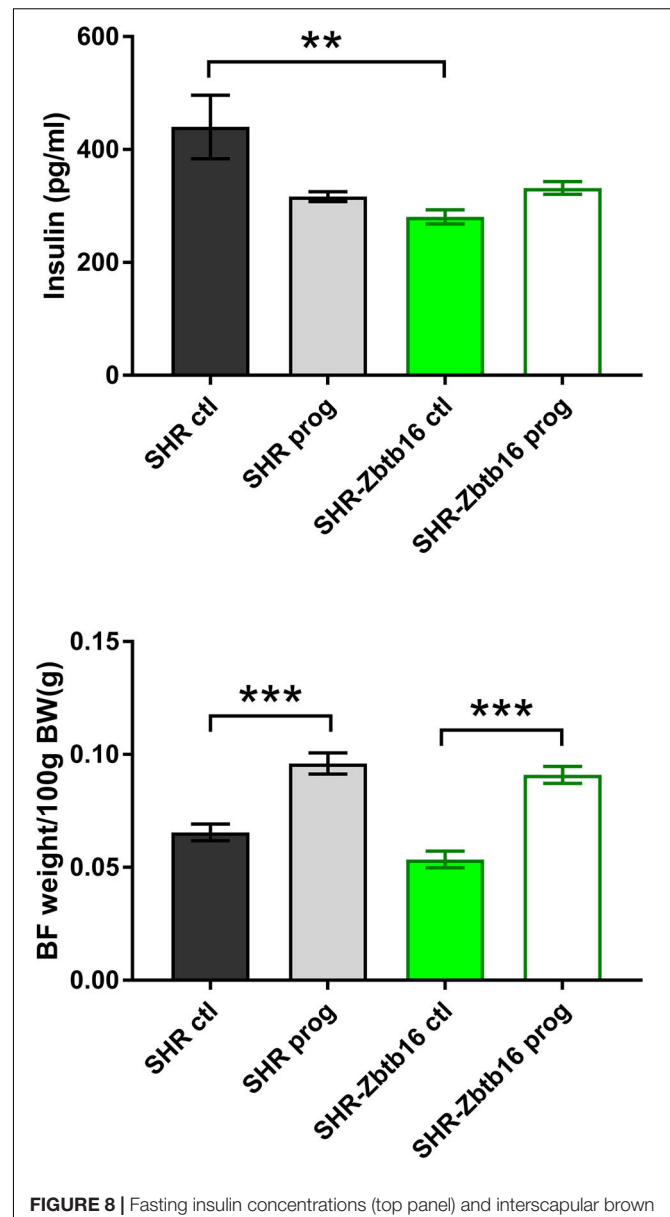 600
**
400
200
0
Insulin (pg/ml)
SHR ctl
SHR prog
SHR-Zbtb16 ctl
SHR-Zbtb16 prog
0.15
***
***
0.10
0.05
0.00
BF weight/100g BW(g)
SHR ctl
SHR prog
SHR-Zbtb16 ctl
SHR-Zbtb16 prog
FIGURE 8 | Fasting insulin concentrations (top panel) and interscapular brown